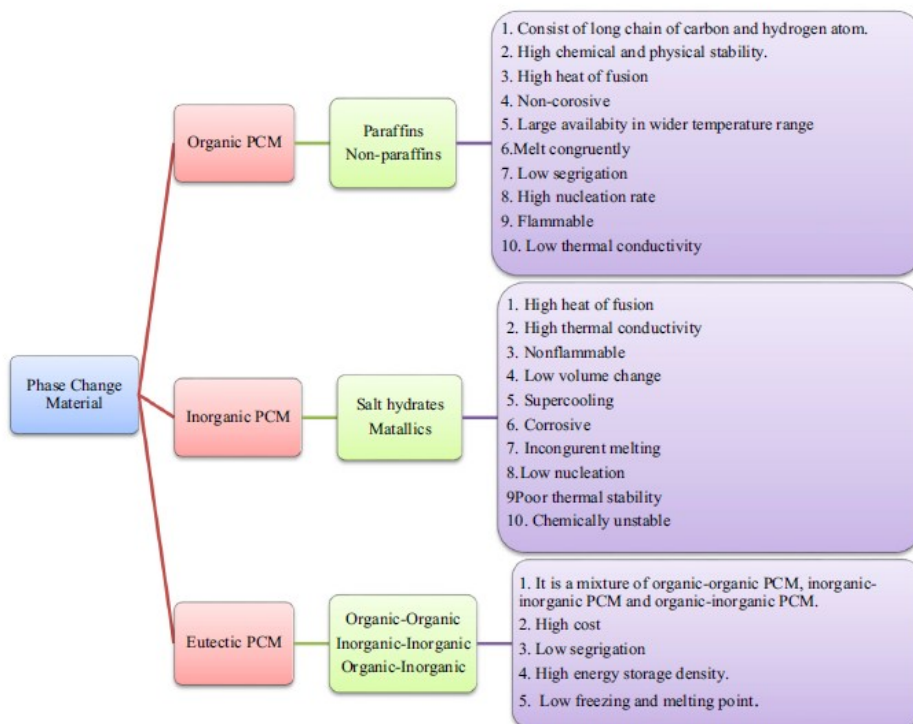 Phase Change
Material
Organic PCM
Paraffins
Non-paraffins
1. Consist of long chain of carbon and hydrogen atom.
2. High chemical and physical stability.
3. High heat of fusion
4. Non-corosive
5. Large availabity in wider temperature range
6.Melt congruently
7. Low segrigation
8. High nucleation rate
9. Flammable
10. Low thermal conductivity
Inorganic PCM
Salt hydrates
Matallics
1. High heat of fusion
2. High thermal conductivity
3. Nonflammable
4. Low volume change
5. Supercooling
6. Corrosive
7. Incongurent melting
8.Low nucleation
9Poor thermal stability
10. Chemically unstable
Eutectic PCM
Organic-Organic
Inorganic-Inorganic
Organic-Inorganic
1. It is a mixture of organic-organic PCM, inorganic-
inorganic PCM and organic-inorganic PCM.
2. High cost
3. Low segrigation
4. High energy storage density.
5. Low freezing and melting point.